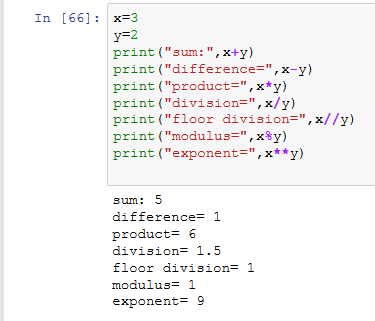 In [66]: x=3
y=2
print("sum:",x+y)
print("difference=",x-y)
print("product=",x*y)
print("division=",x/y)
print("floor division=",x//y)
print("modulus=",x%y)
print("exponent=",x**y)
sum: 5
difference= 1
product= 6
division= 1.5
floor division= 1
modulus= 1
exponent= 9